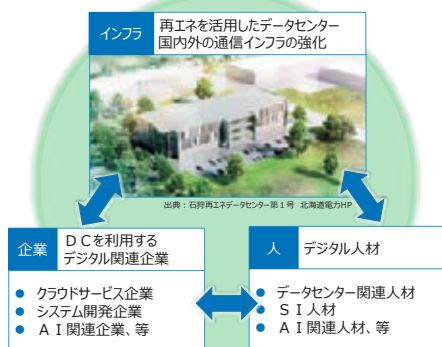 インフラ
再エネを活用したデータセンター
国内外の通信インフラの強化
出典：石狩再エネデータセンター第１号 北海道電力HP
企業
ＤＣを利用する
デジタル関連企業
● クラウドサービス企業
● システム開発企業
● ＡＩ関連企業、等
人
デジタル人材
● データセンター関連人材
● ＳＩ人材
● ＡＩ関連人材、等